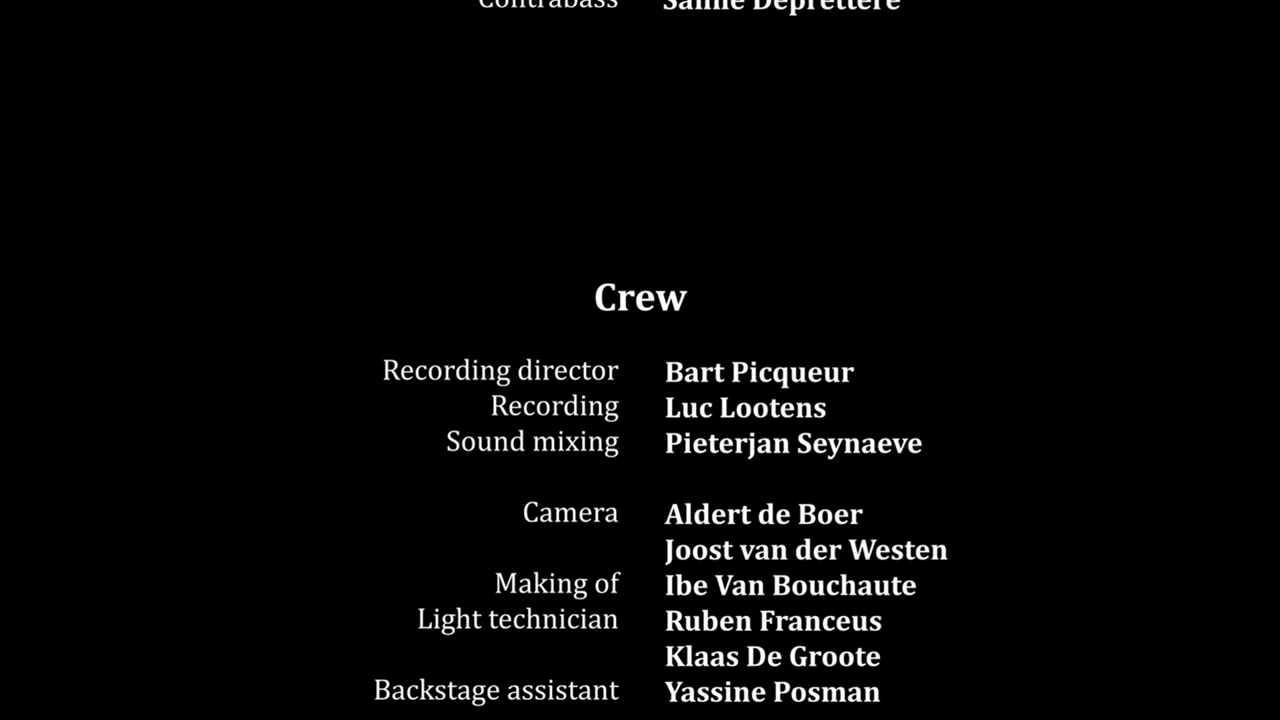 Contrabass Sanne Deprettere
Crew
Recording director Bart Picqueur
Recording Luc Lootens
Sound mixing Pieterjan Seynaeve
Camera Aldert de Boer
Joost van der Westen
Making of Ibe Van Bouchaute
Light technician Ruben Franceus
Klaas De Groote
Backstage assistant Yassine Posman